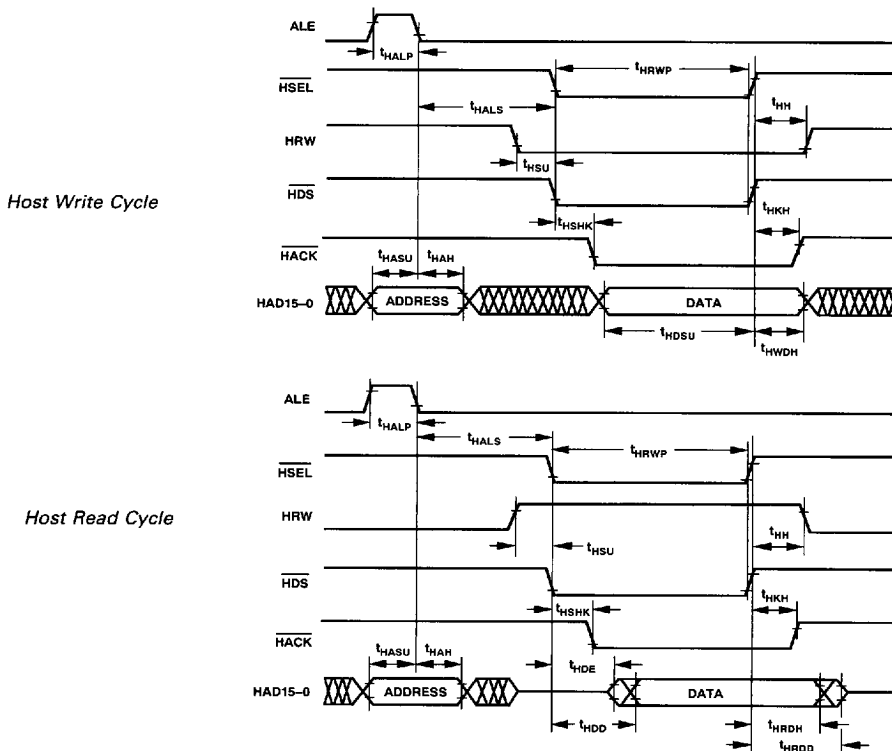 ALE
tHALP
HSEL
tHRWP
tHALS
tHH
HRW
tHSU
Host Write Cycle
HDS
tHSHK
tHKH
HACK
tHASU tHAH
HAD15–0 ADDRESS DATA
tHDSU
tHWDH
ALE
tHALP
tHALS
tHRWP
HSEL
Host Read Cycle
HRW
tHSU
tHH
HDS
tHSHK
tHKH
HACK
tHASU tHAH
tHDE
HAD15–0 ADDRESS DATA
tHDD
tHRDH
tHRDD